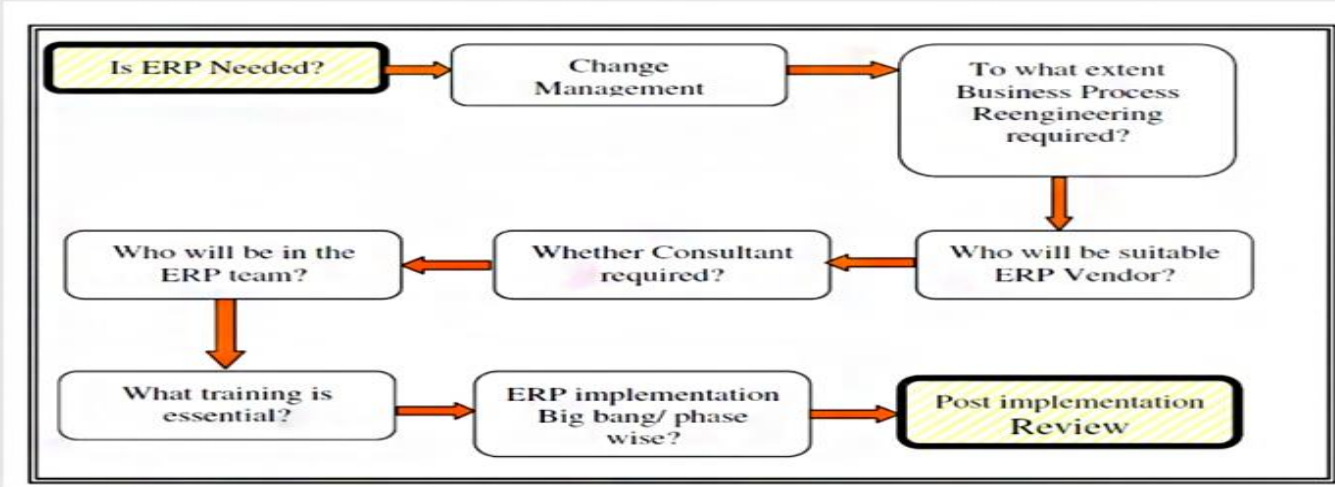 Is ERP Needed?
Change
Management
To what extent
Business Process
Reengineering
required?
Who will be suitable
ERP Vendor?
Whether Consultant
required?
Who will be in the
ERP team?
What training is
essential?
ERP implementation
Big bang/ phase
wise?
Post implementation
Review